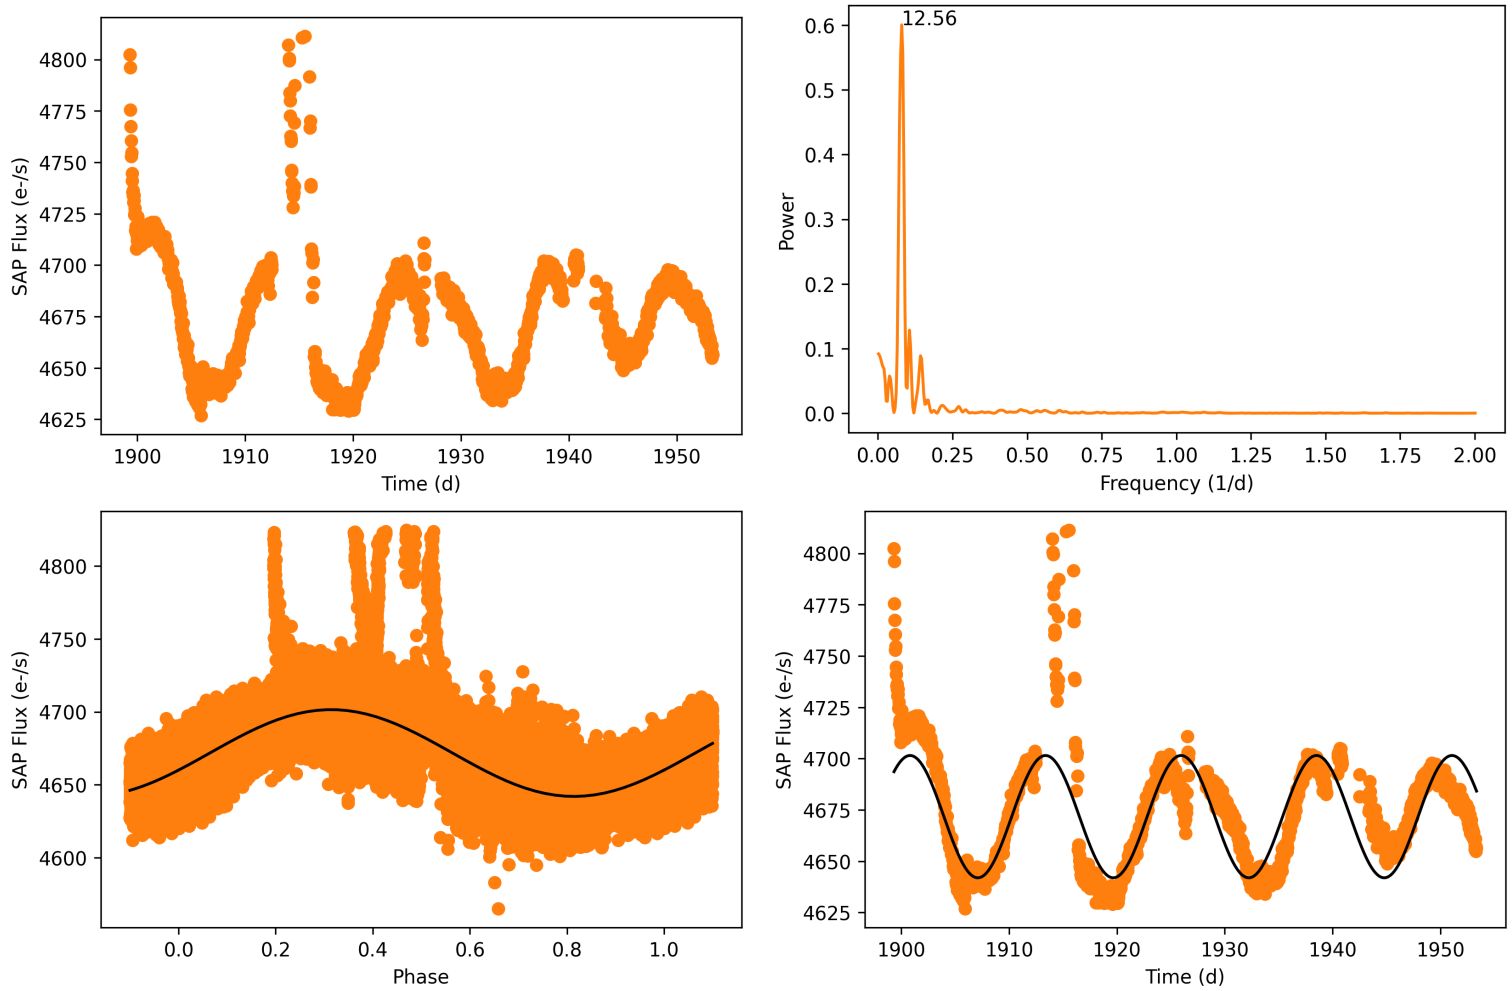 4800
4775
4750
4725
4700
4675
4650
4625
SAP Flux (e-/s)
1900 1910 1920 1930 1940 1950
Time (d)
12.56
0.6
0.5
0.4
0.3
0.2
0.1
0.0
Power
0.00 0.25 0.50 0.75 1.00 1.25 1.50 1.75 2.00
Frequency (1/d)
4800
4750
4700
4650
4600
SAP Flux (e-/s)
0.0 0.2 0.4 0.6 0.8 1.0
Phase
4800
4775
4750
4725
4700
4675
4650
4625
SAP Flux (e-/s)
1900 1910 1920 1930 1940 1950
Time (d)